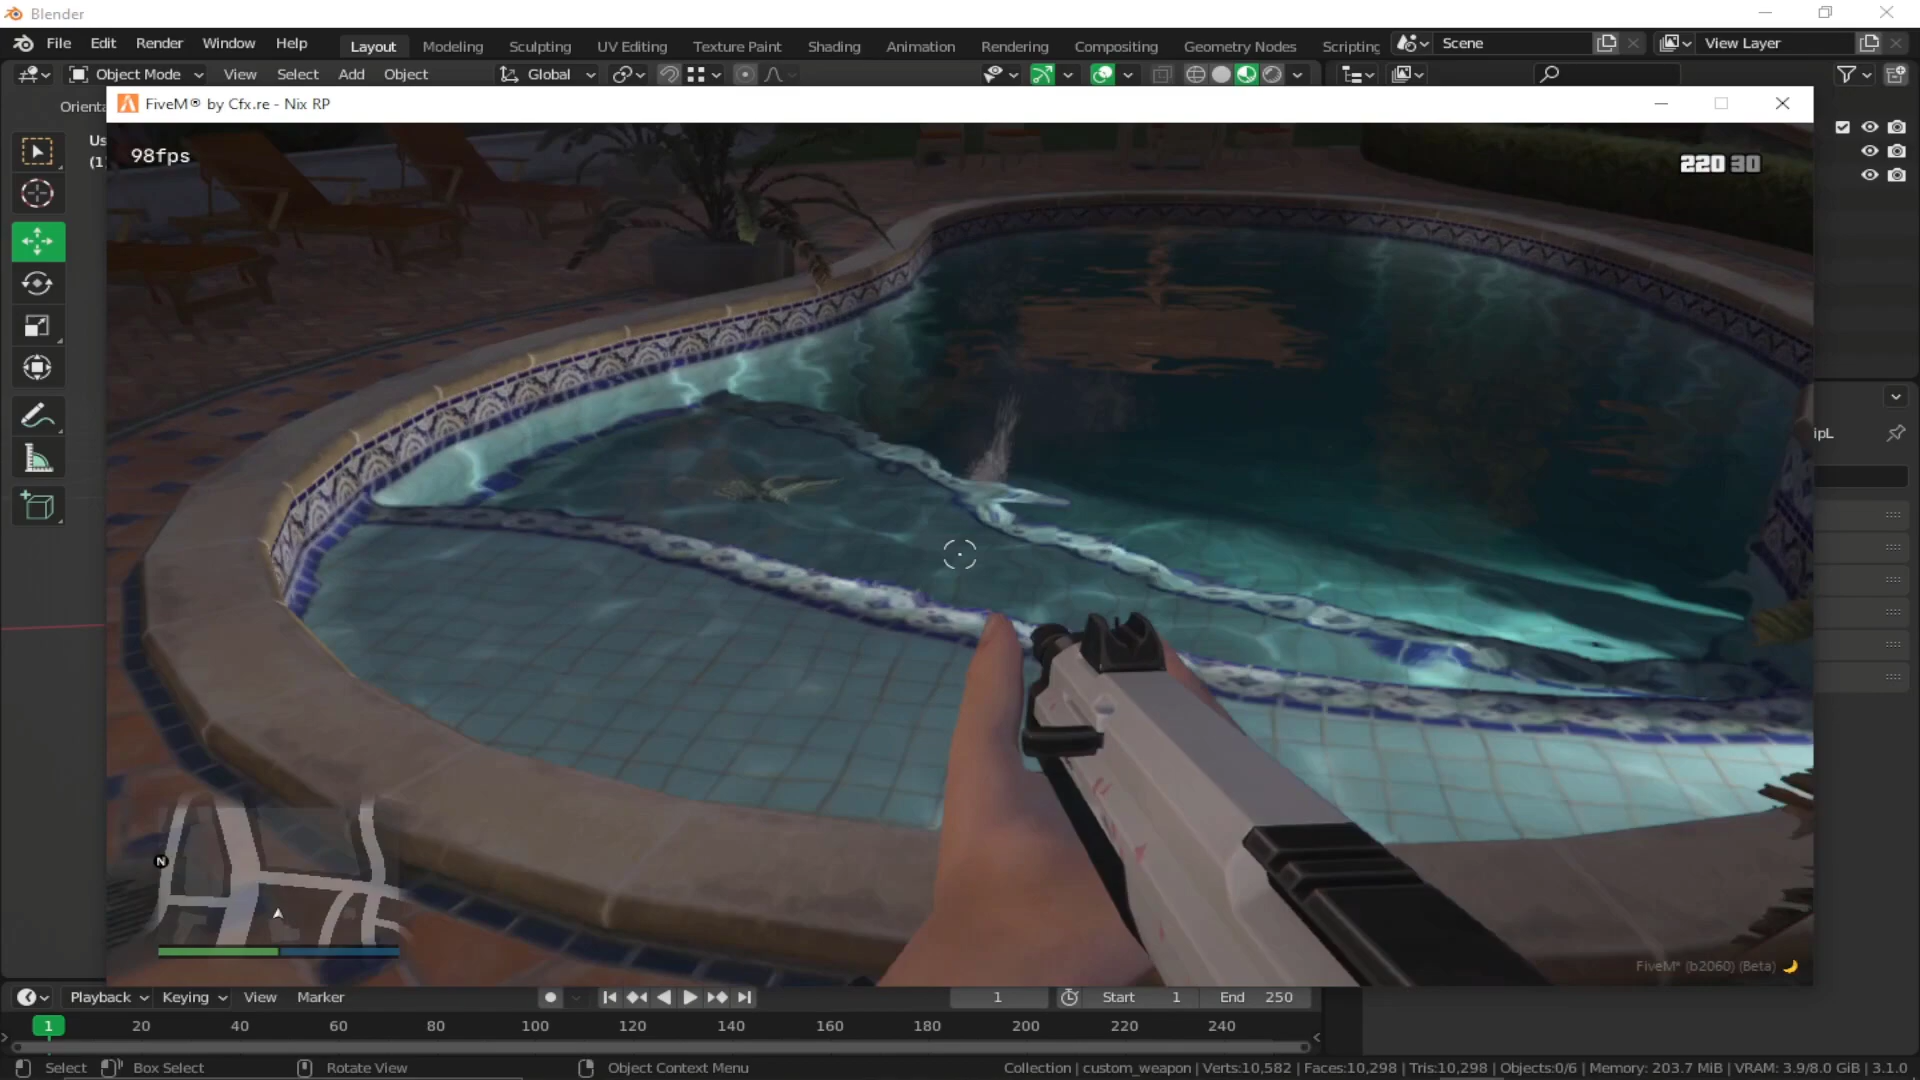 Blender
File Edit Render Window Help Layout Modeling Sculpting UV Editing Texture Paint Shading Animation Rendering Compositing Geometry Nodes Scripting Scene View Layer
Object Mode View Select Add Object Global
Orienta
FiveM® by Cfx.re - Nix RP
Us
(1
98fps
220 30
ipL
N
FiveM® (b2060) (Beta)
Playback Keying View Marker 1 Start 1 End 250
1 20 40 60 80 100 120 140 160 180 200 220 240
Select Box Select Rotate View Object Context Menu Collection | custom_weapon | Verts:10,582 | Faces:10,298 | Tris:10,298 | Objects:0/6 | Memory: 203.7 MiB | VRAM: 3.9/8.0 GiB | 3.1.0